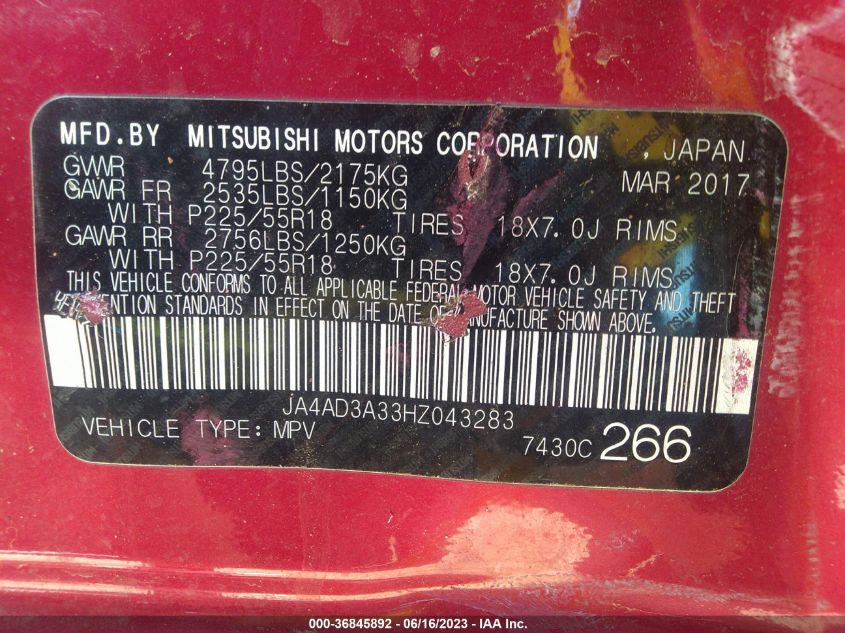 MFD.BY MITSUBISHI MOTORS CORPORATION , JAPAN
GVWR 4795LBS/2175KG MAR 2017
GAWR FR 2535LBS/1150KG
WITH P225/55R18 TIRES 18X7.0J RIMS
GAWR RR 2756LBS/1250KG
WITH P225/55R18 TIRES 18X7.0J RIMS
THIS VEHICLE CONFORMS TO ALL APPLICABLE FEDERAL MOTOR VEHICLE SAFETY AND THEFT
STANDARDS IN EFFECT ON THE DATE OF MANUFACTURE SHOWN ABOVE.
JA4AD3A33HZ043283
VEHICLE TYPE: MPV 7430C 266
000-36845892 - 06/16/2023 - IAA Inc.